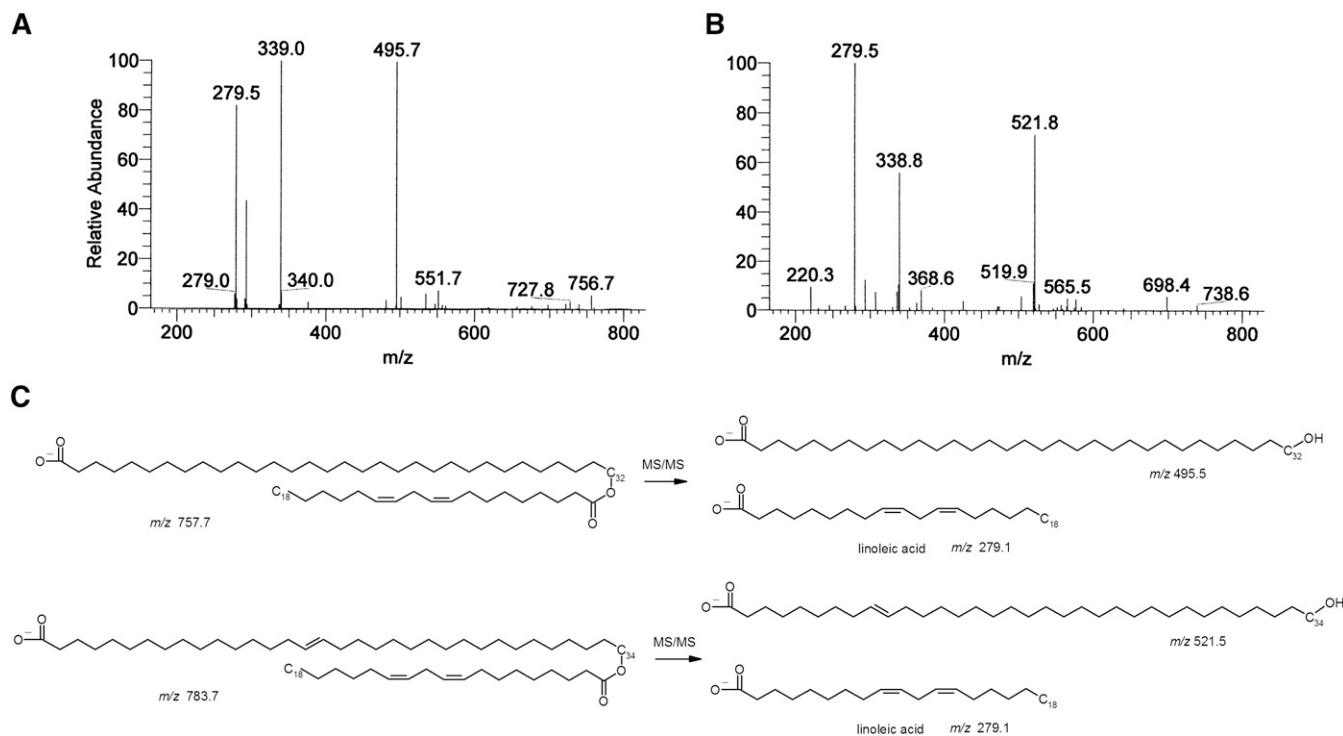 A
B
339.0
495.7
279.5
279.0
340.0
551.7
727.8
756.7
Relative Abundance
100
80
60
40
20
0
200
400
600
800
m/z
279.5
521.8
338.8
220.3
368.6
519.9
565.5
698.4
738.6
100
80
60
40
20
0
200
400
600
800
m/z
C
O
O–
C32
O
O
C18
m/z 757.7
MS/MS
O
O–
OH
C32
m/z 495.5
O
O–
C18
linoleic acid m/z 279.1
O
O–
C34
O
O
C18
m/z 783.7
MS/MS
O
O–
OH
C34
m/z 521.5
O
O–
C18
linoleic acid m/z 279.1